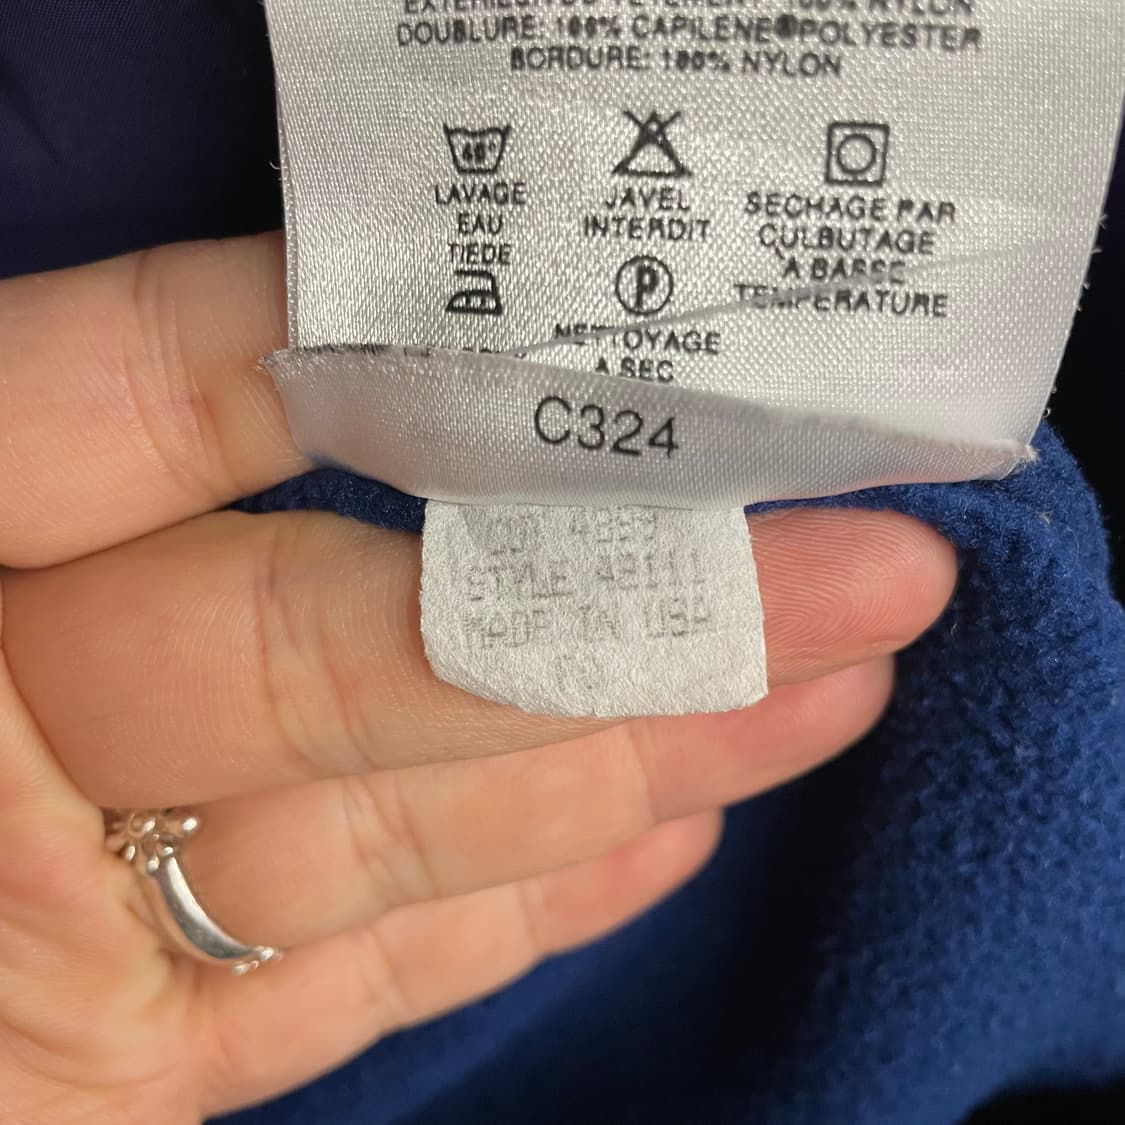 DOUBLURE: 100% CAPILENE®POLYESTER
BORDURE: 100% NYLON
40°
LAVAGE
EAU
TIEDE
JAVEL
INTERDIT
P
NETTOYAGE
A SEC
SECHAGE PAR
CULBUTAGE
A BASSE
TEMPERATURE
C324
STYLE
MADE IN USA